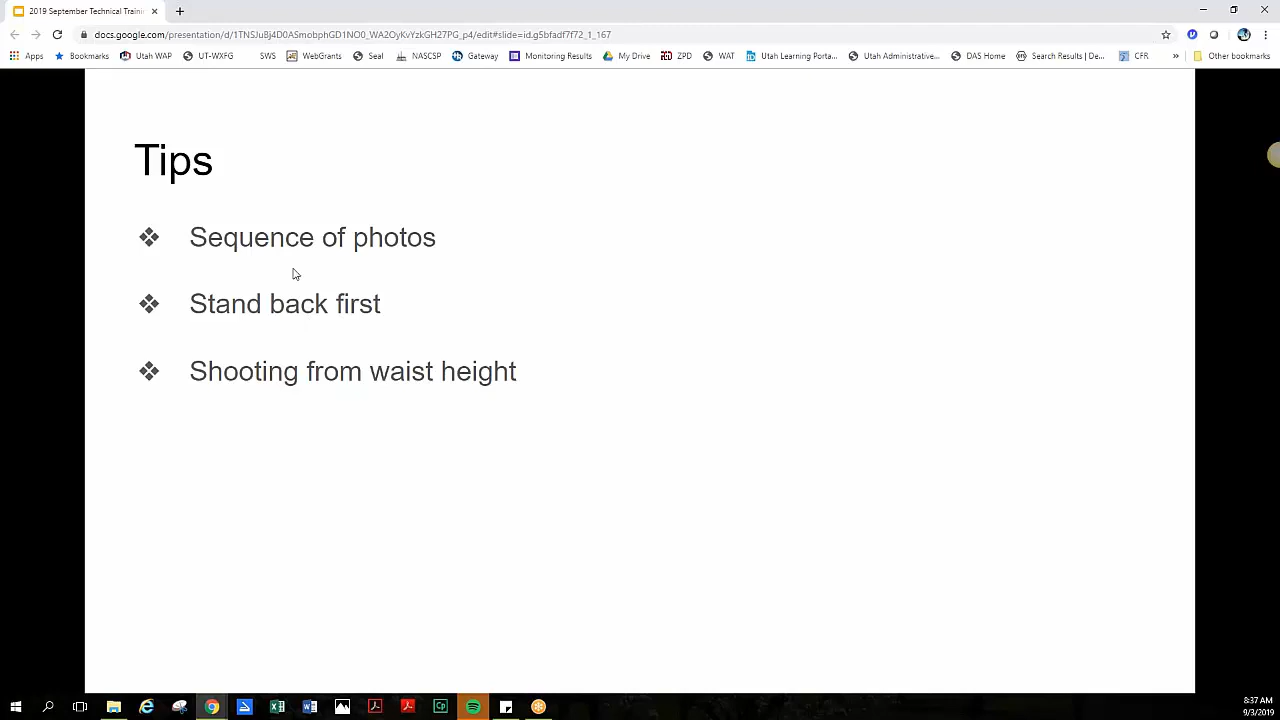 2019 September Technical Traini
docs.google.com/presentation/d/1TNSJuBj4D0ASmobphGD1NO0_WA2OyKvYzkGH27PG_p4/edit#slide=id.g5bfadf7f72_1_167
Apps Bookmarks Utah WAP UT-WXFG SWS WebGrants Seal NASCSP Gateway Monitoring Results My Drive ZPD WAT Utah Learning Porta... Utah Administrative... DAS Home Search Results | De... CFR » Other bookmarks
Tips
❖ Sequence of photos
❖ Stand back first
❖ Shooting from waist height
8:37 AM
9/3/2019